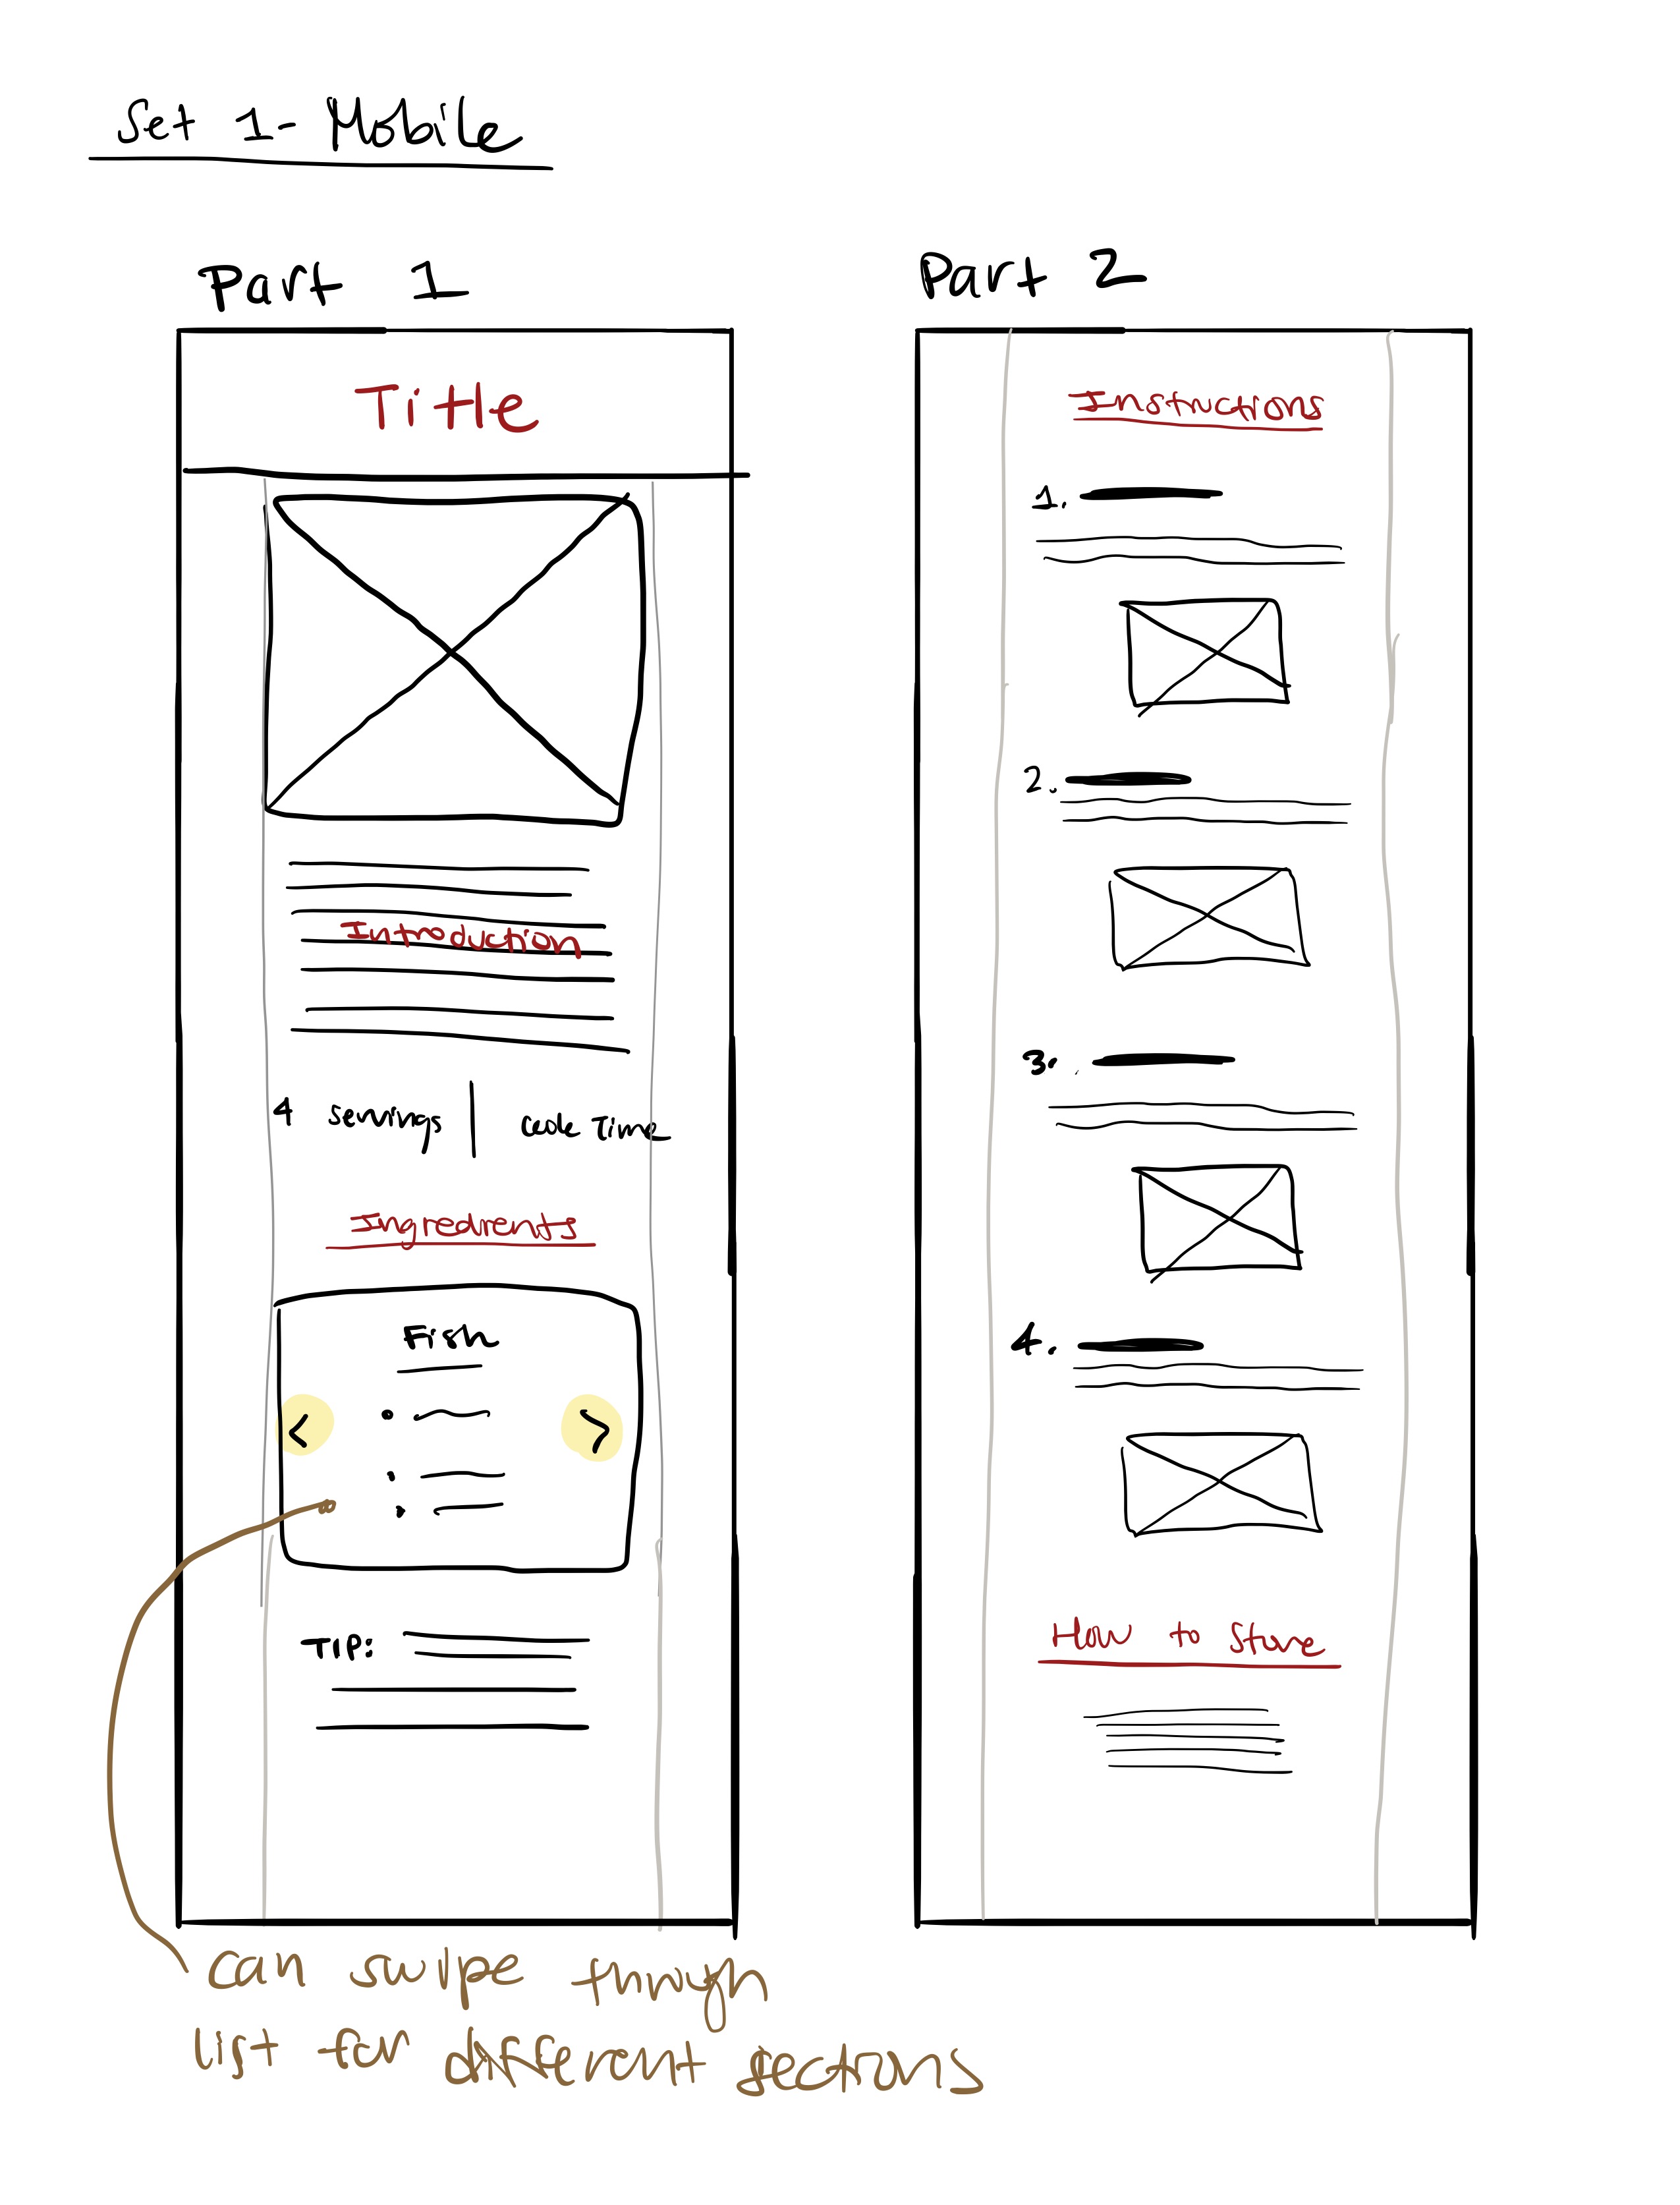 Set 1- Mobile
Part 1
Title
Introduction
4 servings | cook Time
Ingredients
Fish
<
>
TIP:
can swipe through
list for different sections
Part 2
Instructions
1.
2.
3.
4.
How to Store